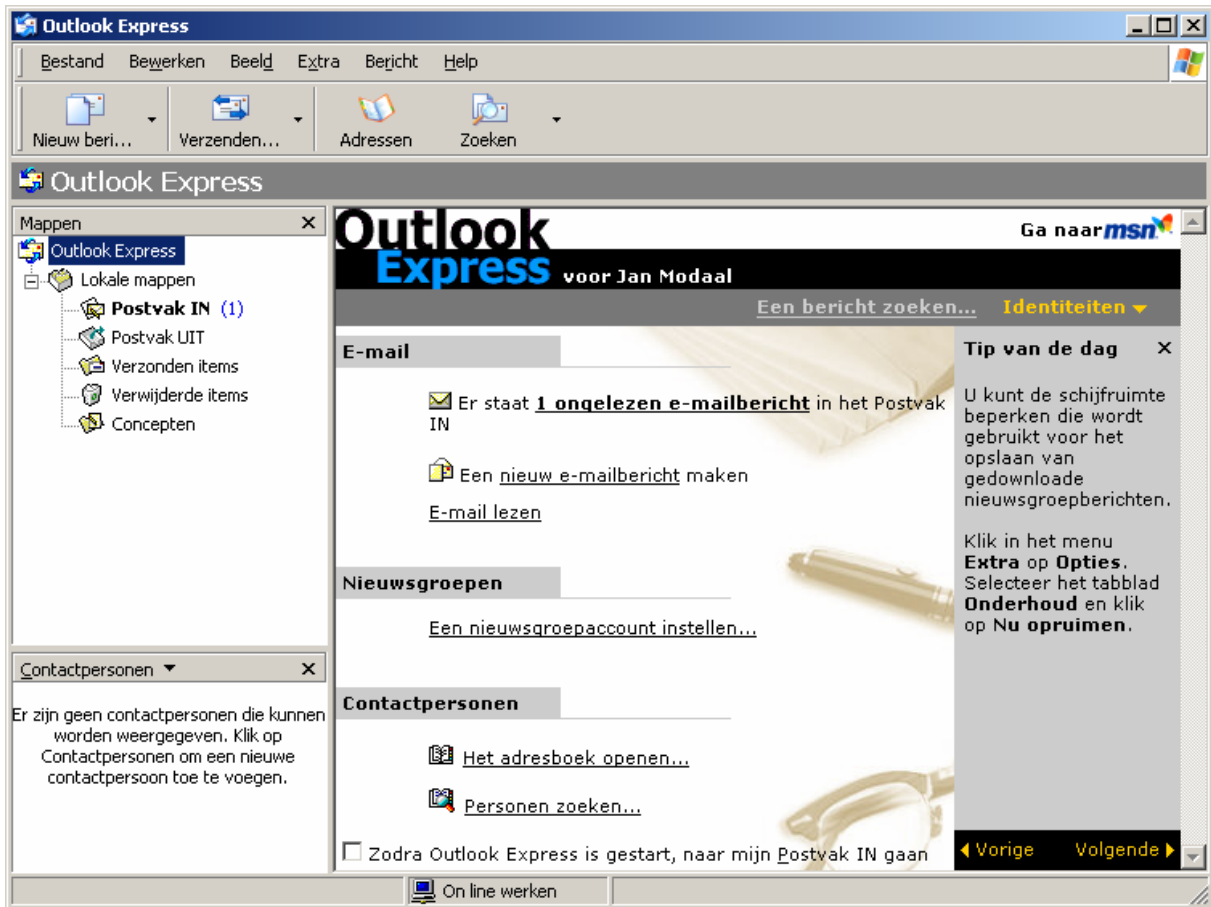 Outlook Express
Bestand Bewerken Beeld Extra Bericht Help
Nieuw beri... Verzenden... Adressen Zoeken
Outlook Express
Mappen
Outlook Express
Lokale mappen
Postvak IN (1)
Postvak UIT
Verzonden items
Verwijderde items
Concepten
Contactpersonen
Er zijn geen contactpersonen die kunnen
worden weergegeven. Klik op
Contactpersonen om een nieuwe
contactpersoon toe te voegen.
Outlook
Express voor Jan Modaal
Ga naar msn
Een bericht zoeken... Identiteiten
E-mail
Er staat 1 ongelezen e-mailbericht in het Postvak
IN
Een nieuw e-mailbericht maken
E-mail lezen
Nieuwsgroepen
Een nieuwsgroepaccount instellen...
Contactpersonen
Het adresboek openen...
Personen zoeken...
Zodra Outlook Express is gestart, naar mijn Postvak IN gaan
Tip van de dag
U kunt de schijfruimte
beperken die wordt
gebruikt voor het
opslaan van
gedownloade
nieuwsgroepberichten.
Klik in het menu
Extra op Opties.
Selecteer het tabblad
Onderhoud en klik
op Nu opruimen.
Vorige Volgende
On line werken